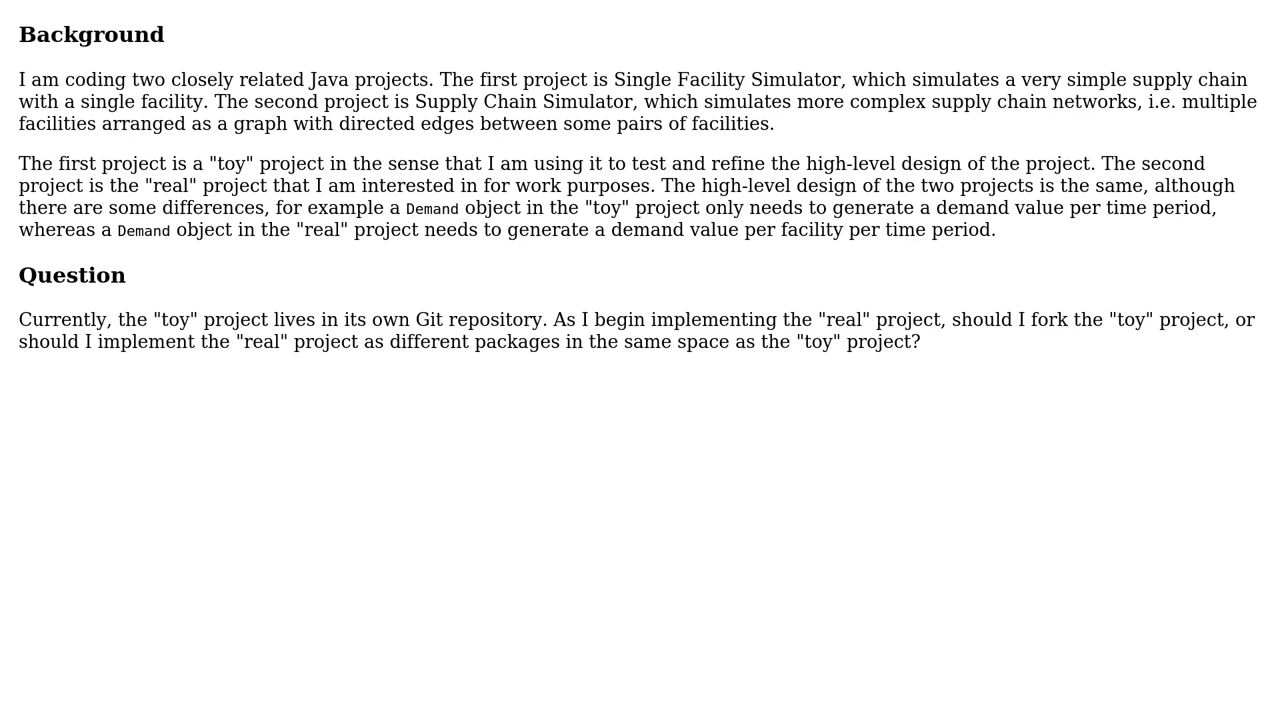 Background
I am coding two closely related Java projects. The first project is Single Facility Simulator, which simulates a very simple supply chain
with a single facility. The second project is Supply Chain Simulator, which simulates more complex supply chain networks, i.e. multiple
facilities arranged as a graph with directed edges between some pairs of facilities.
The first project is a "toy" project in the sense that I am using it to test and refine the high-level design of the project. The second
project is the "real" project that I am interested in for work purposes. The high-level design of the two projects is the same, although
there are some differences, for example a Demand object in the "toy" project only needs to generate a demand value per time period,
whereas a Demand object in the "real" project needs to generate a demand value per facility per time period.
Question
Currently, the "toy" project lives in its own Git repository. As I begin implementing the "real" project, should I fork the "toy" project, or
should I implement the "real" project as different packages in the same space as the "toy" project?